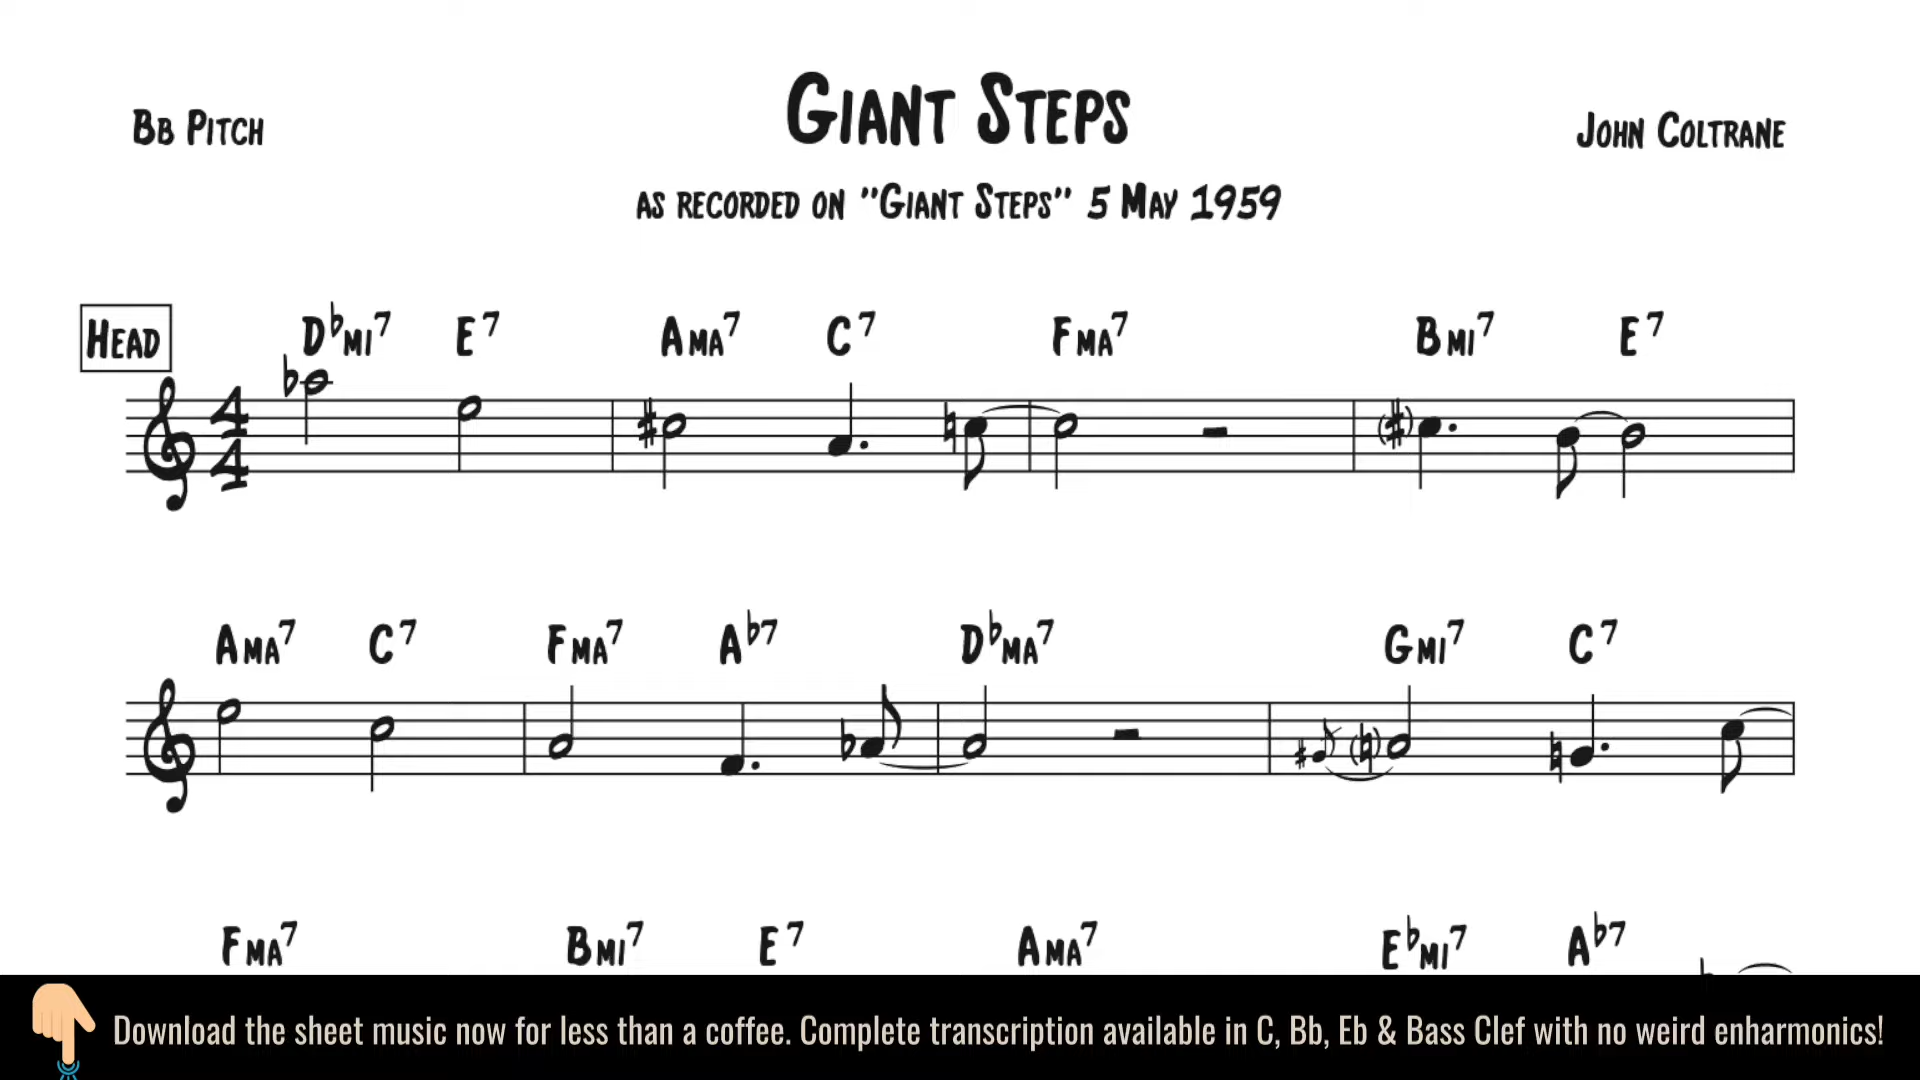 Giant Steps
Bb Pitch
John Coltrane
as recorded on "Giant Steps" 5 May 1959
Head
D♭mi7 E7 Ama7 C7 Fma7 Bmi7 E7
4
4
Ama7 C7 Fma7 A♭7 D♭ma7 Gmi7 C7
Fma7 Bmi7 E7 Ama7 E♭mi7 A♭7
Download the sheet music now for less than a coffee. Complete transcription available in C, Bb, Eb & Bass Clef with no weird enharmonics!